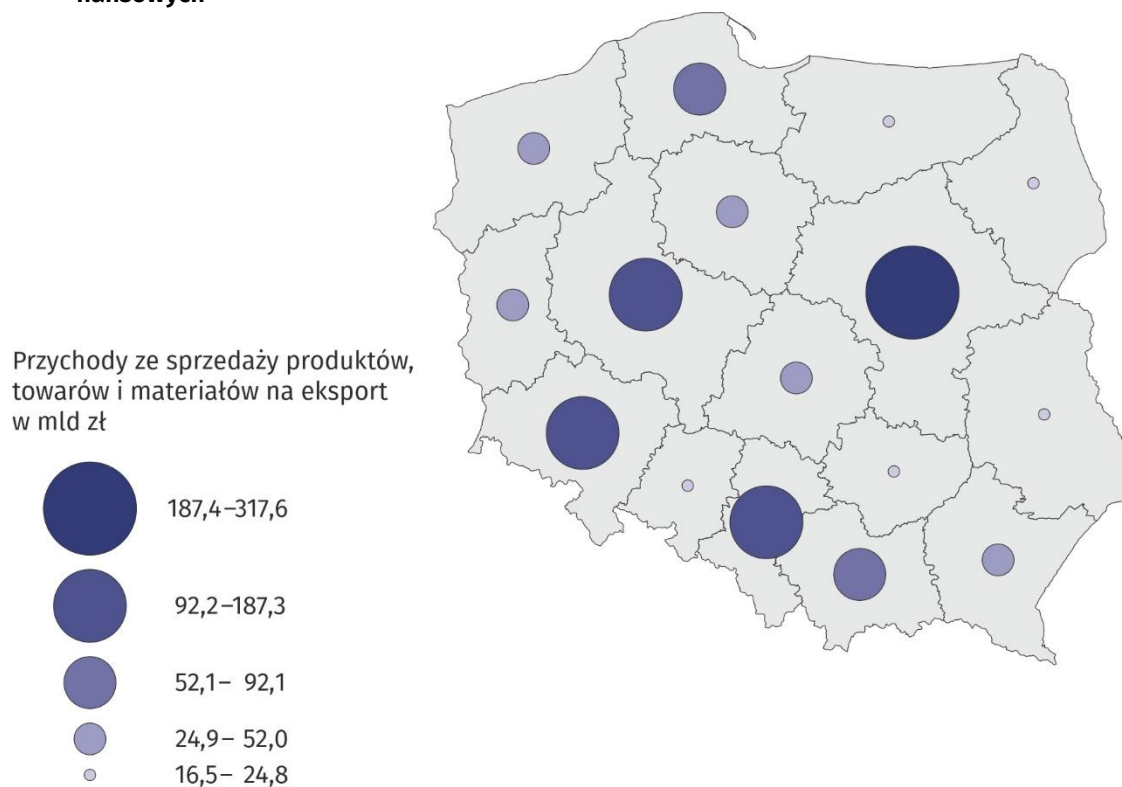 nansowych
Przychody ze sprzedaży produktów,
towarów i materiałów na eksport
w mld zł
187,4–317,6
92,2–187,3
52,1– 92,1
24,9– 52,0
16,5– 24,8